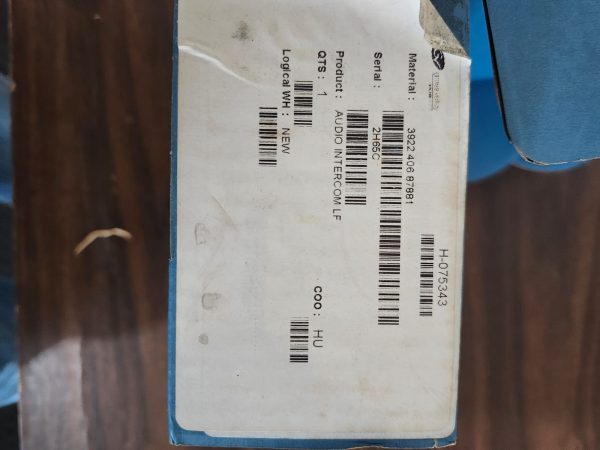 H-075343
Material : 3922 406 87881
Serial : 2H65C
Product : AUDIO INTERCOM LF
QTS : 1
COO : HU
Logical WH : NEW